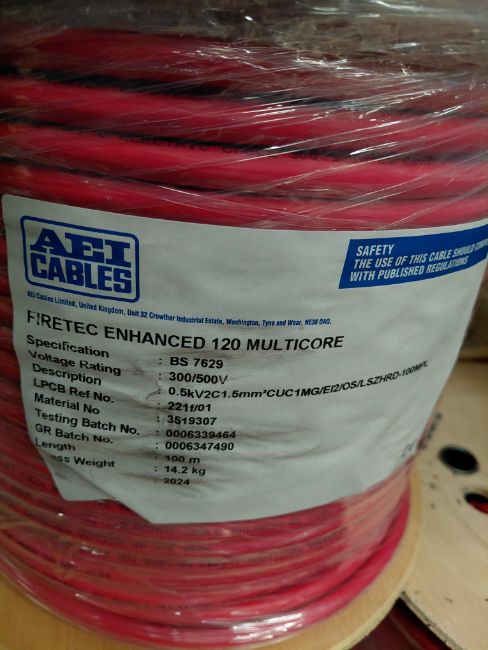 AEI
CABLES
SAFETY
THE USE OF THIS CABLE SHOULD
WITH PUBLISHED REGULATIONS
AEI Cables Limited, United Kingdom, Unit 32 Crowther Industrial Estate, Washington, Tyne and Wear, NE38 0AQ.
FIRETEC ENHANCED 120 MULTICORE
Specification : BS 7629
Voltage Rating : 300/500V
Description : 0.5kV2C1.5mm²CUC1MG/EI2/OS/LSZHRD-100MPL
LPCB Ref No. : 221f/01
Material No : 3519307
Testing Batch No. : 0006339464
GR Batch No. : 0006347490
Length : 100 m
ss Weight : 14.2 kg
: 2024